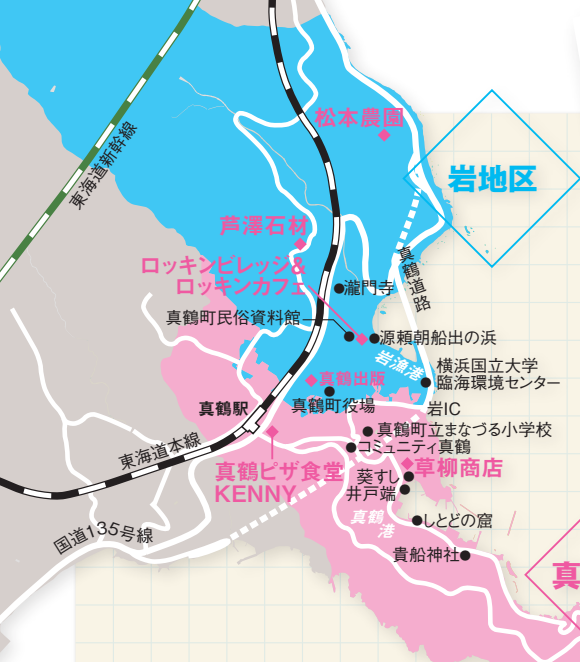 松本農園
岩地区
東海道新幹線
芦澤石材
ロッキンビレッジ&
ロッキンカフェ
真鶴道路
瀧門寺
真鶴町民俗資料館
源頼朝船出の浜
岩漁港
横浜国立大学
臨海環境センター
真鶴出版
真鶴町役場
岩IC
真鶴駅
真鶴町立まなづる小学校
東海道本線
コミュニティ真鶴
真鶴ピザ食堂
KENNY
草柳商店
葵すし
井戸端
真鶴
港
しとどの窟
国道135号線
貴船神社
真